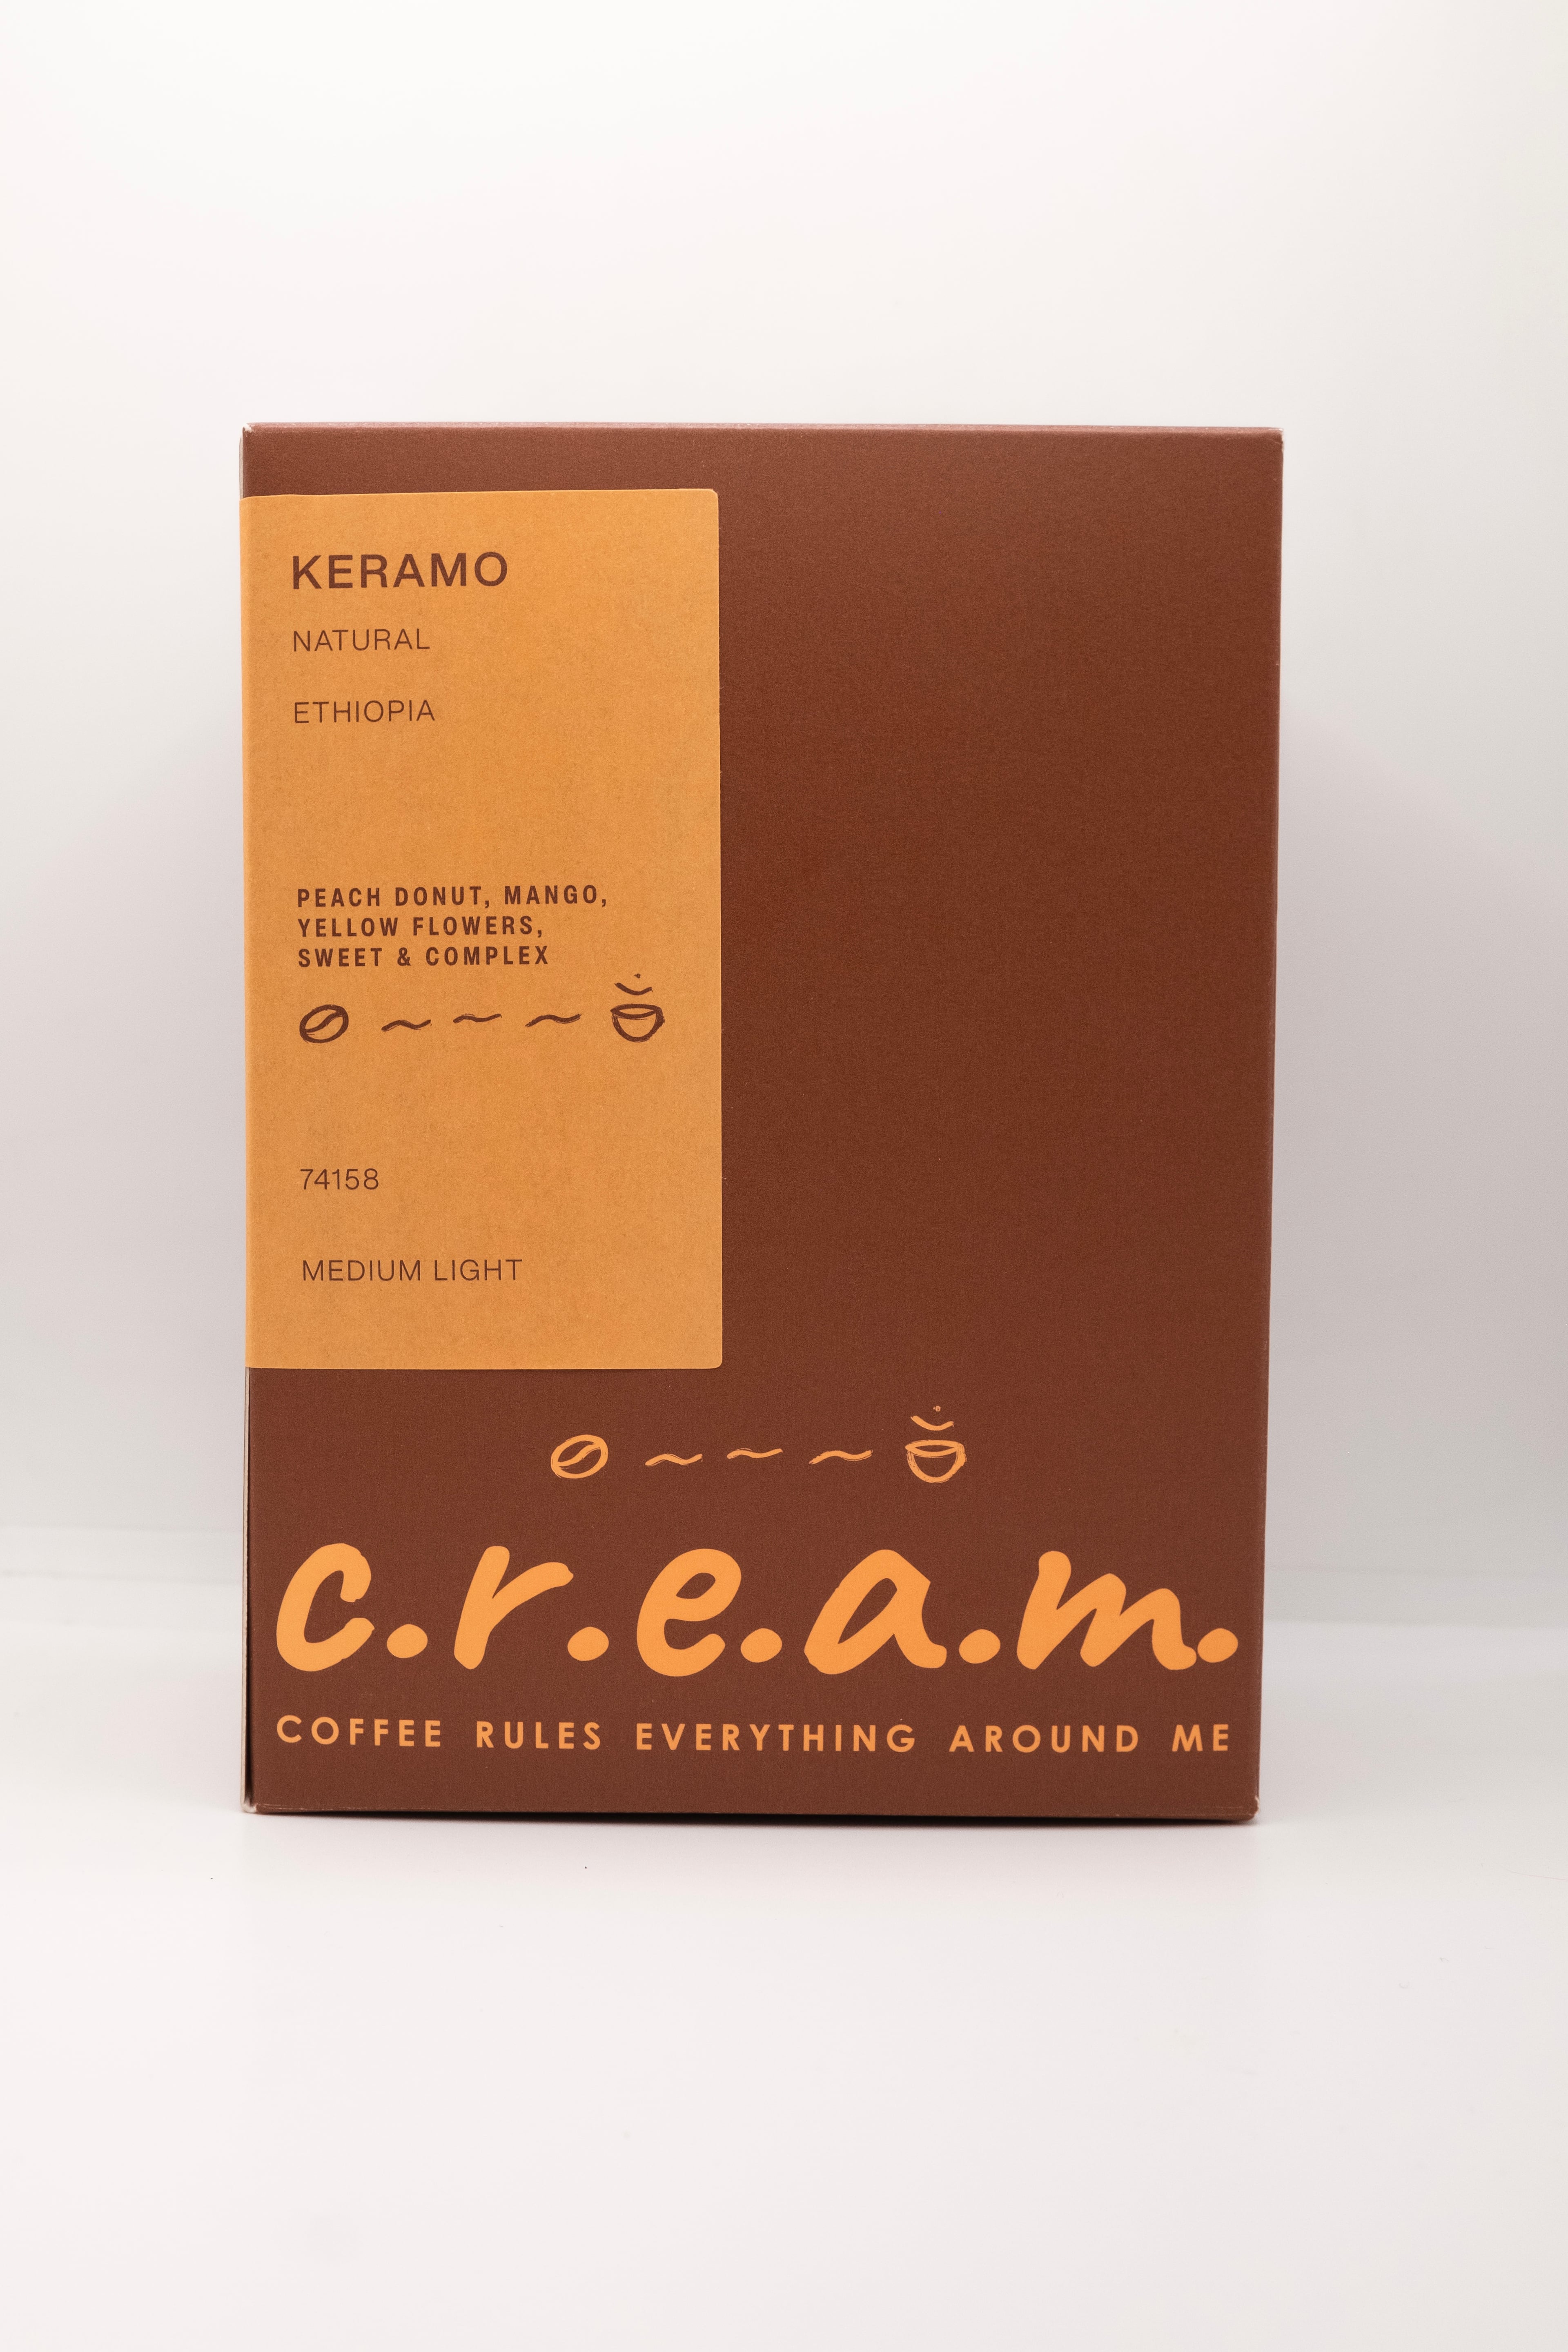 KERAMO
NATURAL
ETHIOPIA
PEACH DONUT, MANGO,
YELLOW FLOWERS,
SWEET & COMPLEX
74158
MEDIUM LIGHT
c.r.e.a.m.
COFFEE RULES EVERYTHING AROUND ME